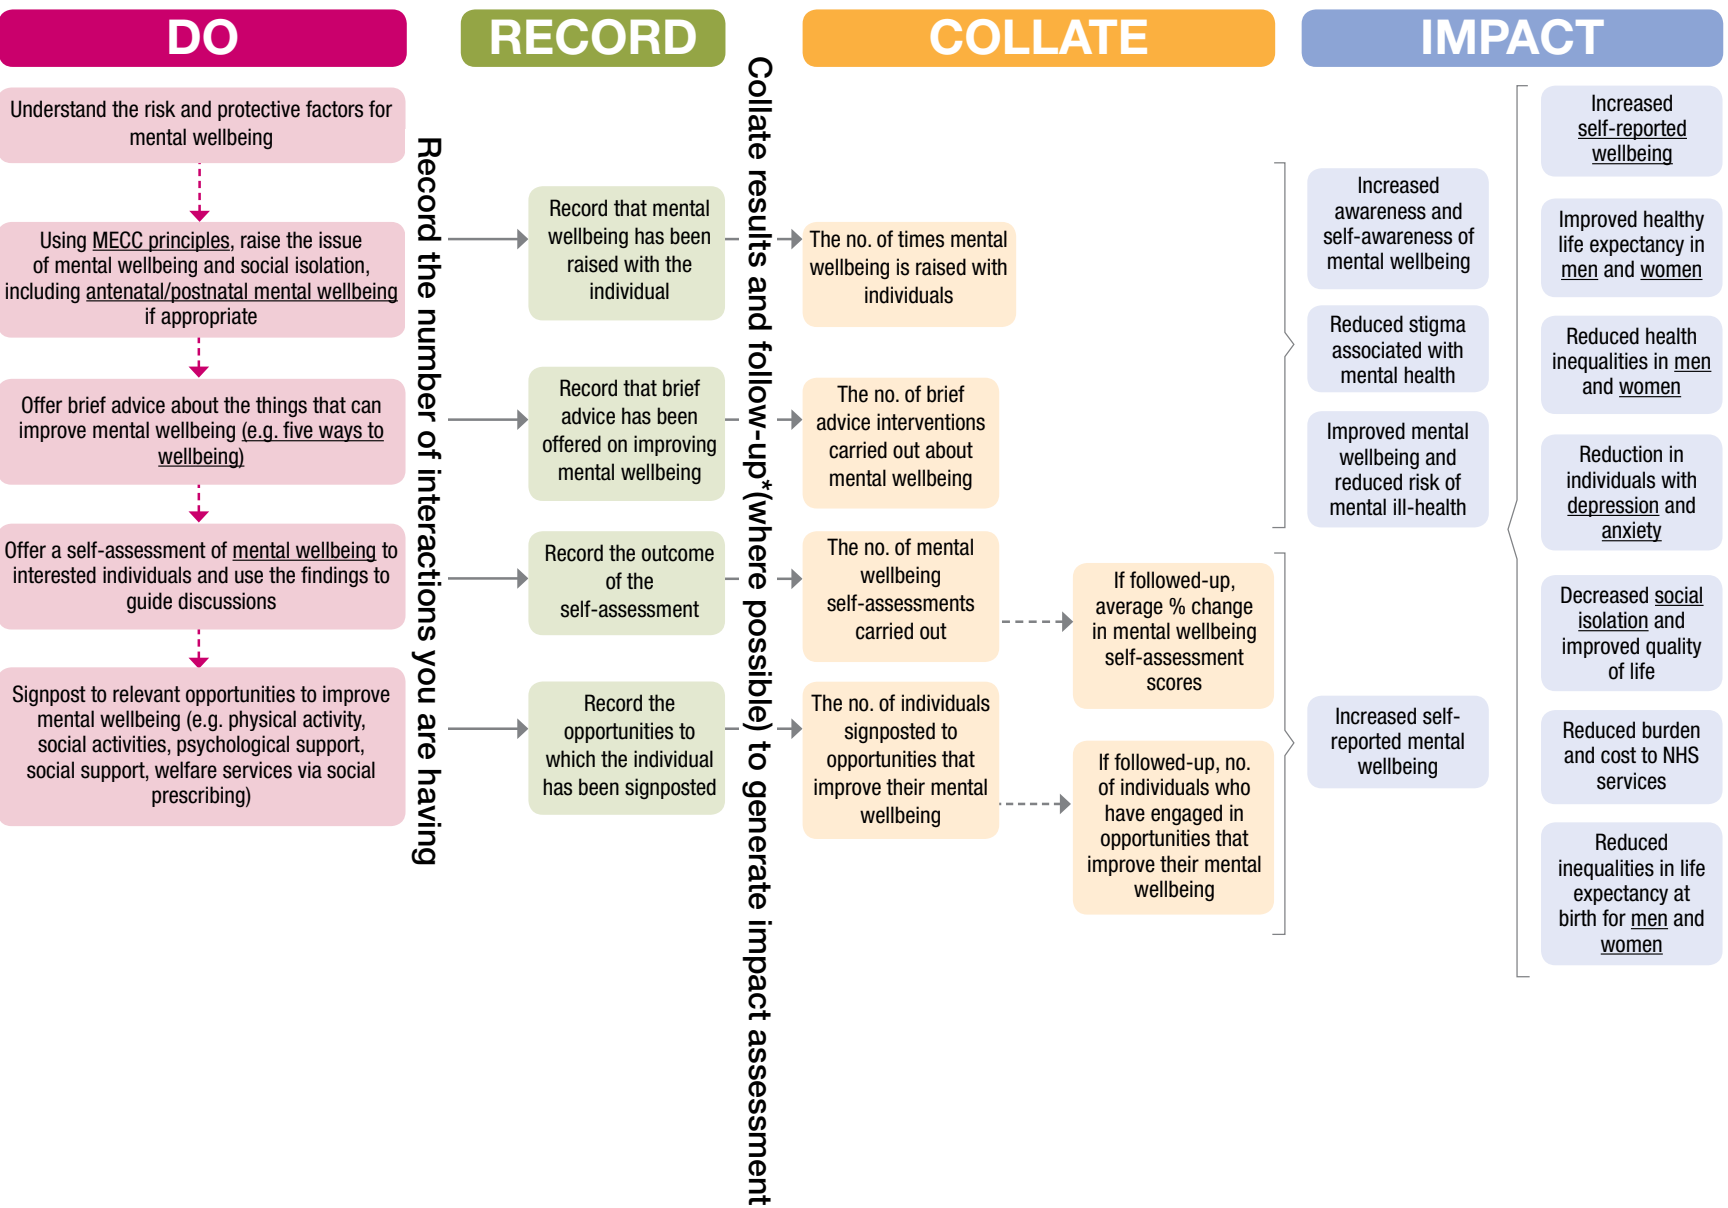 DO
Understand the risk and protective factors for
mental wellbeing
Using MECC principles, raise the issue
of mental wellbeing and social isolation,
including antenatal/postnatal mental wellbeing
if appropriate
Offer brief advice about the things that can
improve mental wellbeing (e.g. five ways to
wellbeing)
Offer a self-assessment of mental wellbeing to
interested individuals and use the findings to
guide discussions
Signpost to relevant opportunities to improve
mental wellbeing (e.g. physical activity,
social activities, psychological support,
social support, welfare services via social
prescribing)
Record the number of interactions you are having
RECORD
Record that mental
wellbeing has been
raised with the
individual
Record that brief
advice has been
offered on improving
mental wellbeing
Record the outcome
of the
self-assessment
Record the
opportunities to
which the individual
has been signposted
Collate results and follow-up*(where possible) to generate impact assessment
COLLATE
The no. of times mental
wellbeing is raised with
individuals
The no. of brief
advice interventions
carried out about
mental wellbeing
The no. of mental
wellbeing
self-assessments
carried out
The no. of individuals
signposted to
opportunities that
improve their mental
wellbeing
If followed-up,
average % change
in mental wellbeing
self-assessment
scores
If followed-up, no.
of individuals who
have engaged in
opportunities that
improve their mental
wellbeing
IMPACT
Increased
awareness and
self-awareness of
mental wellbeing
Reduced stigma
associated with
mental health
Improved mental
wellbeing and
reduced risk of
mental ill-health
Increased self-
reported mental
wellbeing
Increased
self-reported
wellbeing
Improved healthy
life expectancy in
men and women
Reduced health
inequalities in men
and women
Reduction in
individuals with
depression and
anxiety
Decreased social
isolation and
improved quality
of life
Reduced burden
and cost to NHS
services
Reduced
inequalities in life
expectancy at
birth for men and
women